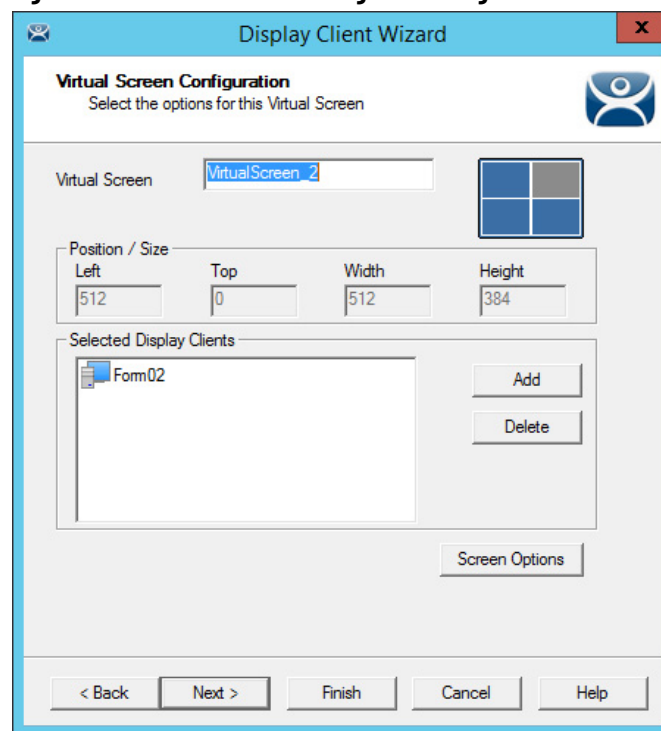 Display Client Wizard
x
Virtual Screen Configuration
Select the options for this Virtual Screen
Virtual Screen
VirtualScreen_2
Position / Size
Left Top Width Height
512 0 512 384
Selected Display Clients
Form02
Add
Delete
Screen Options
< Back Next > Finish Cancel Help